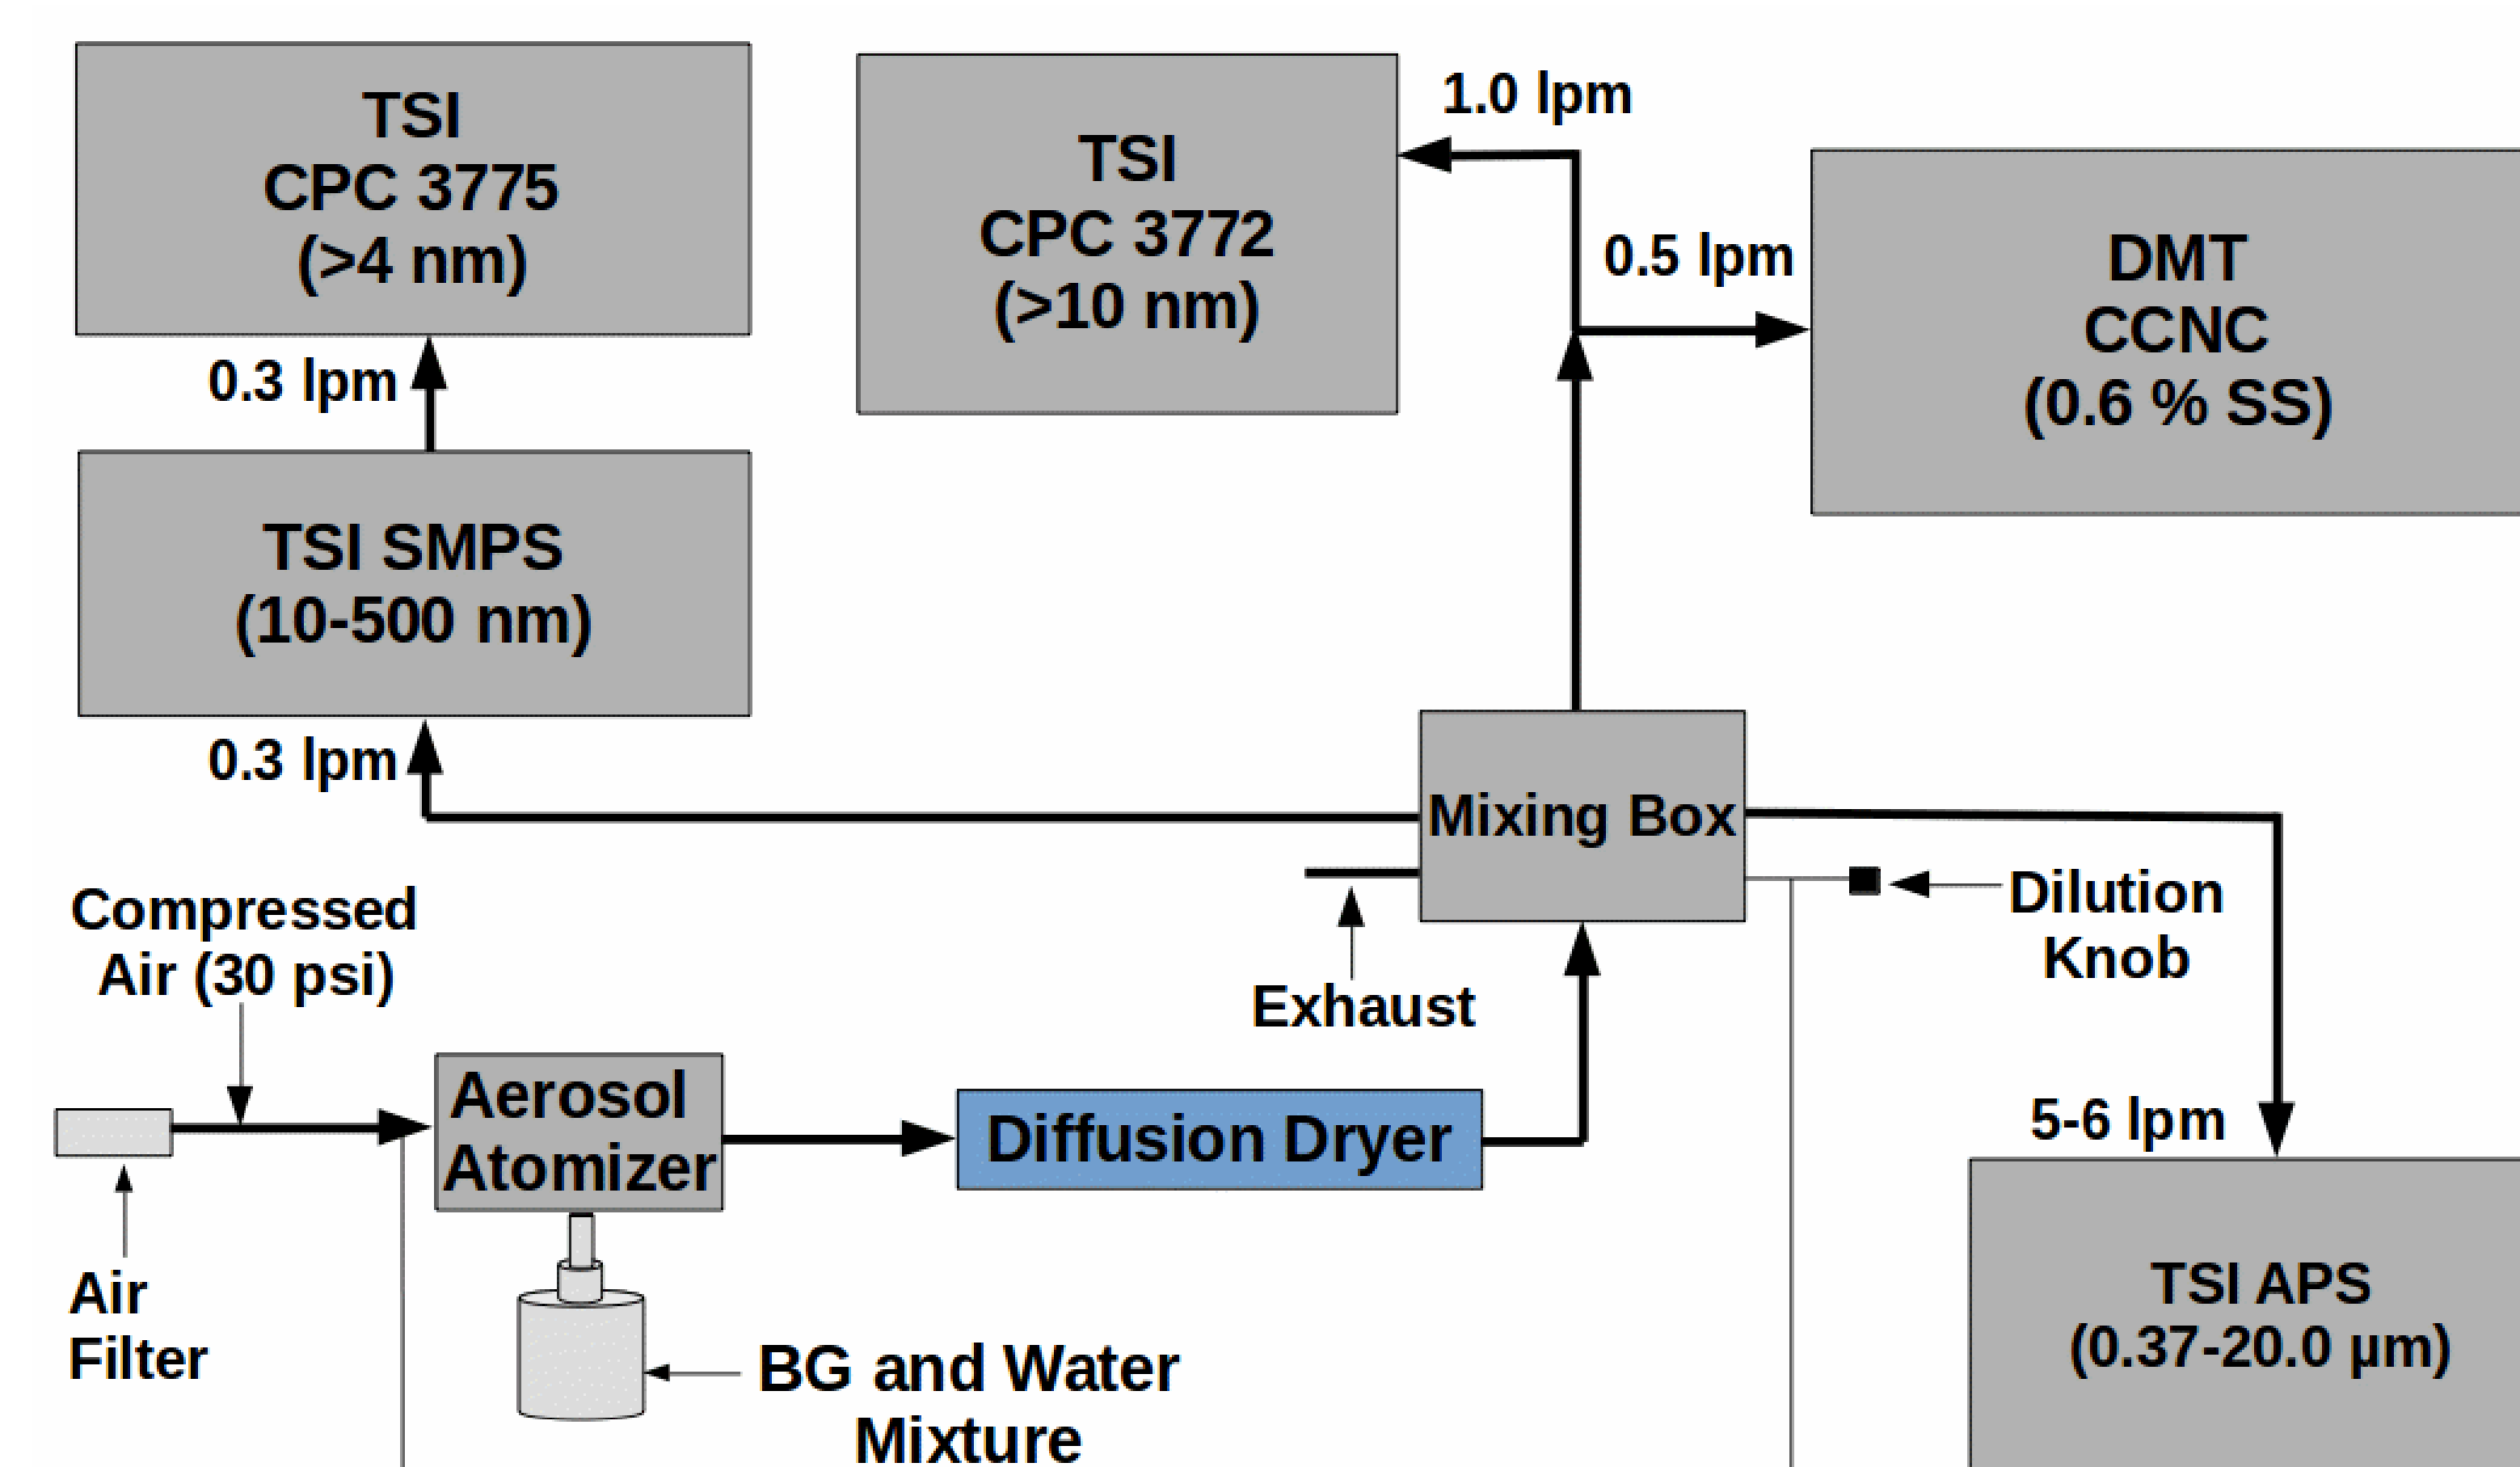 TSI
CPC 3775
(>4 nm)
TSI
CPC 3772
(>10 nm)
1.0 lpm
0.5 lpm
DMT
CCNC
(0.6 % SS)
0.3 lpm
TSI SMPS
(10-500 nm)
0.3 lpm
Mixing Box
Compressed
Air (30 psi)
Exhaust
Dilution
Knob
Aerosol
Atomizer
Diffusion Dryer
5-6 lpm
Air
Filter
BG and Water
Mixture
TSI APS
(0.37-20.0 µm)